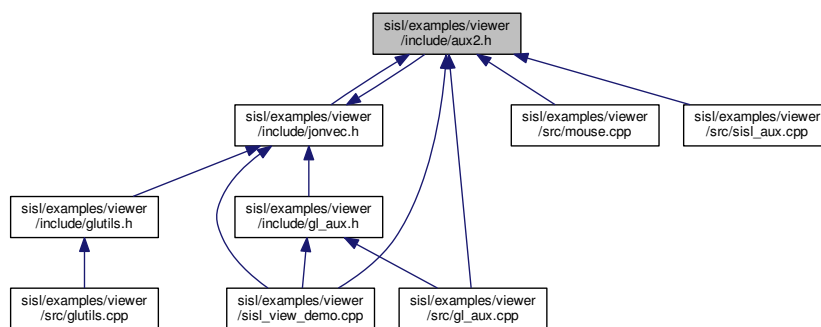 sisl/examples/viewer
/include/aux2.h
sisl/examples/viewer
/include/jonvec.h
sisl/examples/viewer
/src/mouse.cpp
sisl/examples/viewer
/src/sisl_aux.cpp
sisl/examples/viewer
/include/glutils.h
sisl/examples/viewer
/include/gl_aux.h
sisl/examples/viewer
/src/glutils.cpp
sisl/examples/viewer
/sisl_view_demo.cpp
sisl/examples/viewer
/src/gl_aux.cpp